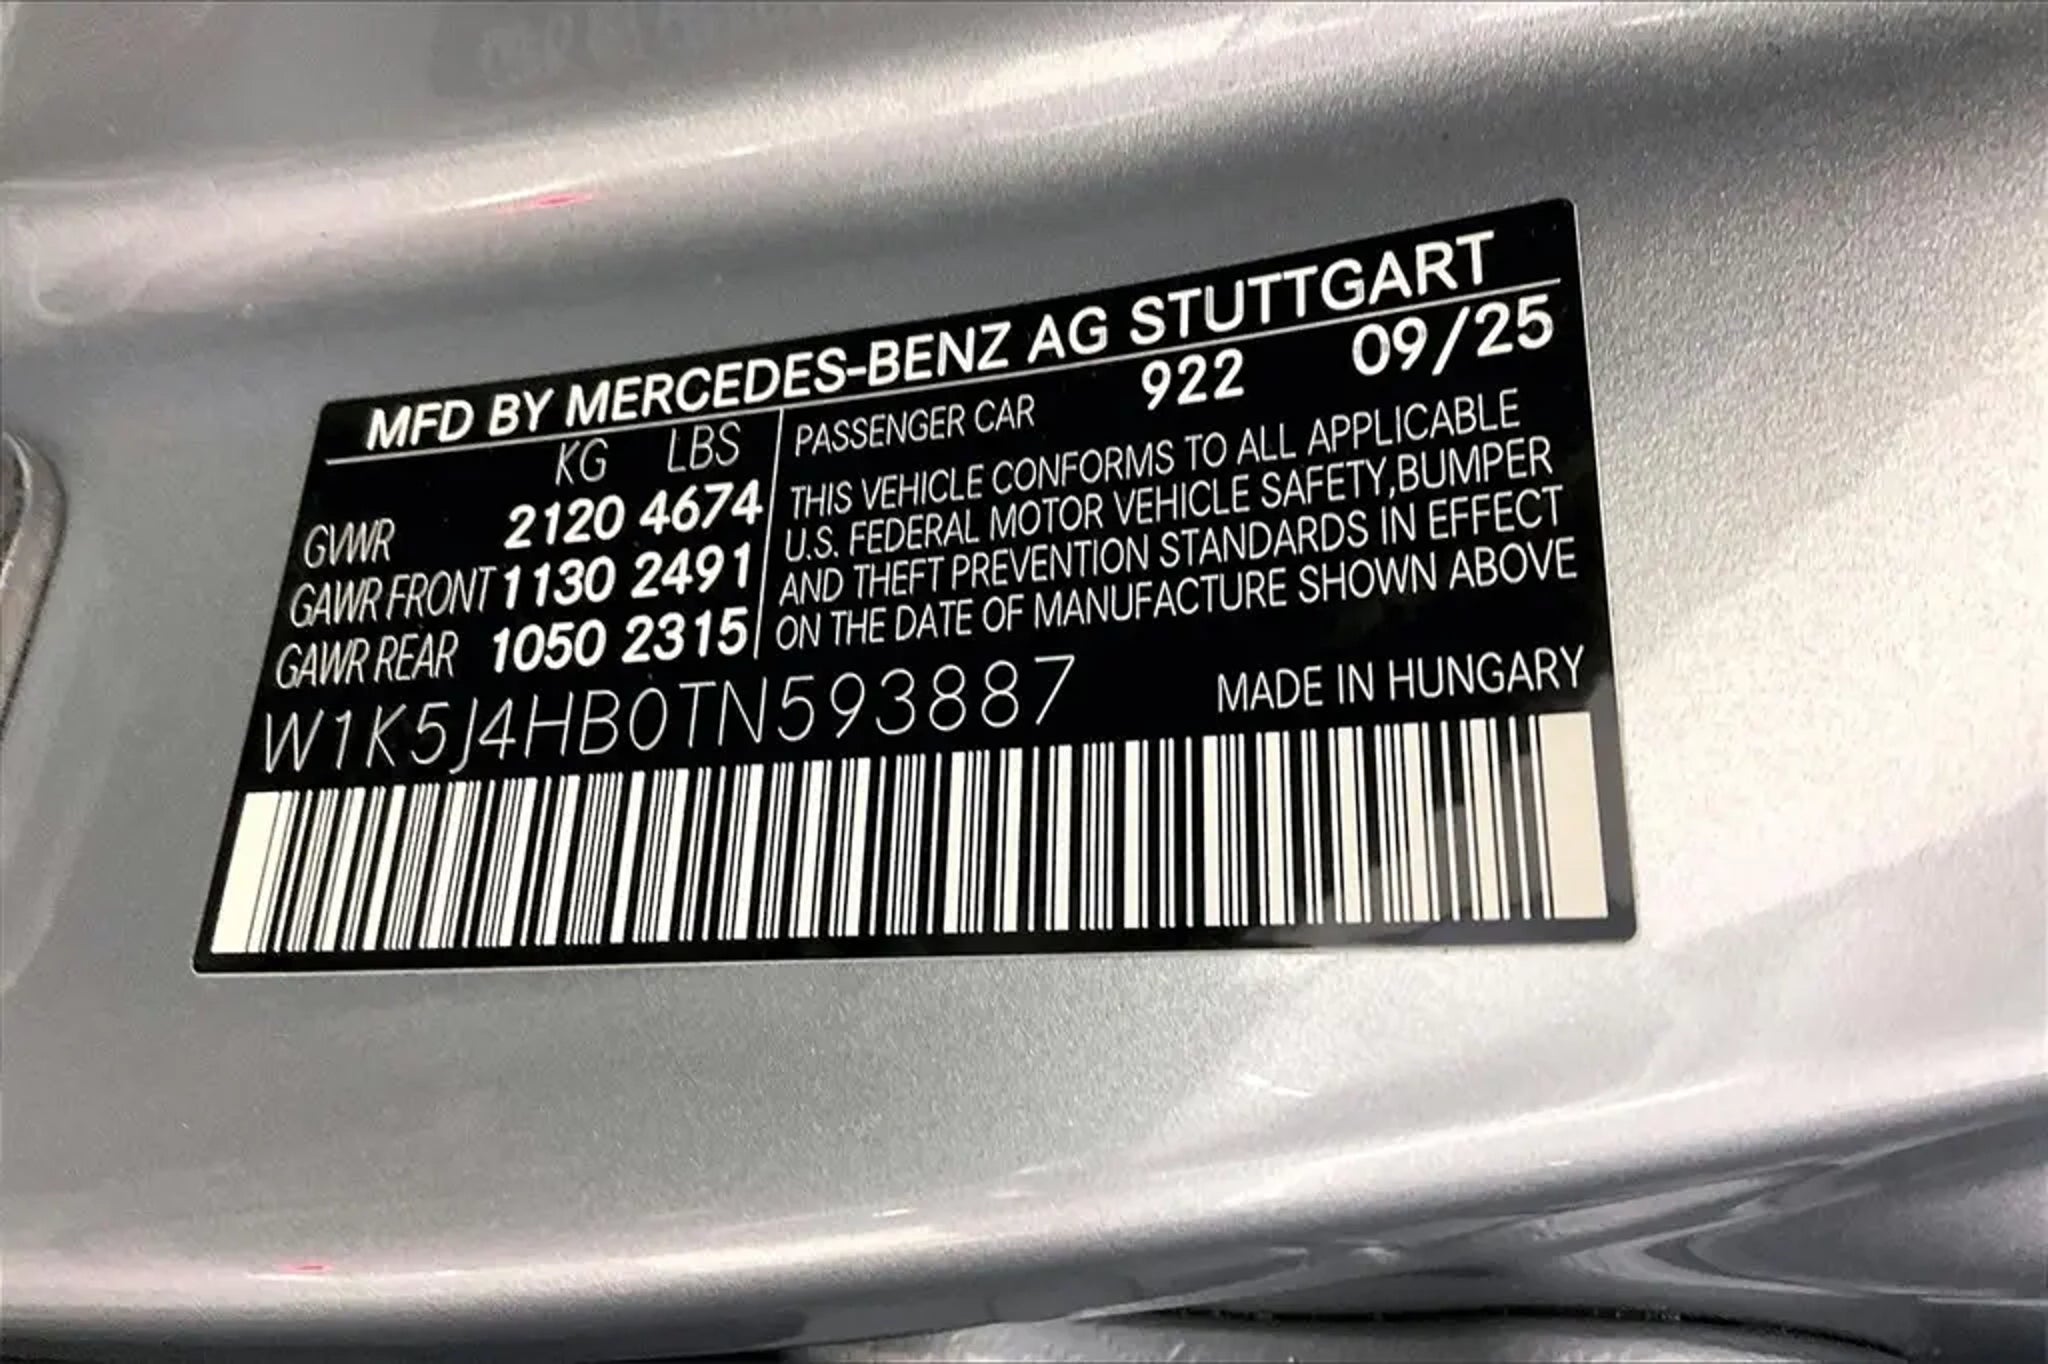 MFD BY MERCEDES-BENZ AG STUTTGART
KG LBS
GVWR 2120 4674
GAWR FRONT 1130 2491
GAWR REAR 1050 2315
PASSENGER CAR 922 09/25
THIS VEHICLE CONFORMS TO ALL APPLICABLE
U.S. FEDERAL MOTOR VEHICLE SAFETY,BUMPER
AND THEFT PREVENTION STANDARDS IN EFFECT
ON THE DATE OF MANUFACTURE SHOWN ABOVE
W1K5J4HB0TN593887
MADE IN HUNGARY